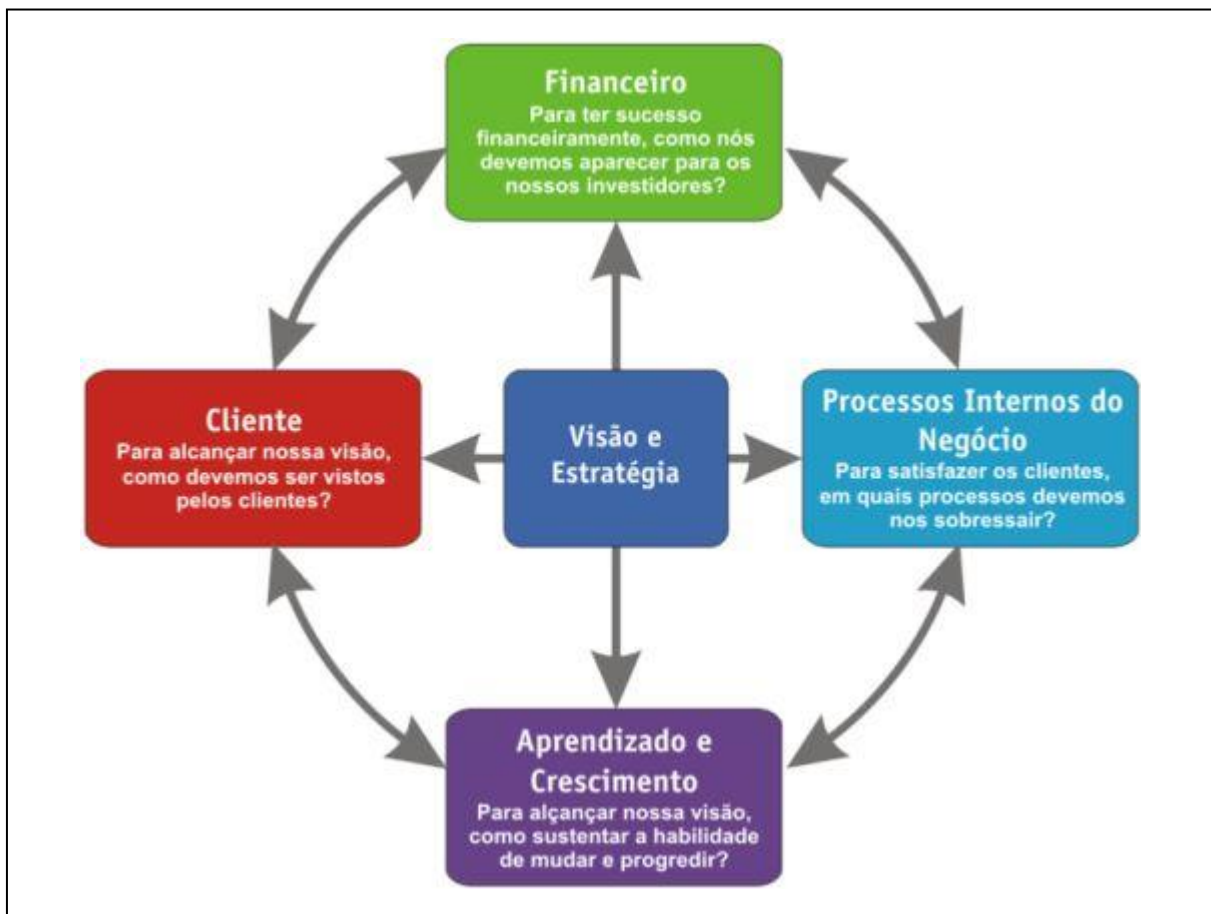 Financeiro
Para ter sucesso
financeiramente, como nós
devemos aparecer para os
nossos investidores?
Cliente
Para alcançar nossa visão,
como devemos ser vistos
pelos clientes?
Visão e
Estratégia
Processos Internos do
Negócio
Para satisfazer os clientes,
em quais processos devemos
nos sobressair?
Aprendizado e
Crescimento
Para alçançar nossa visão,
como sustentar a habilidade
de mudar e progredir?